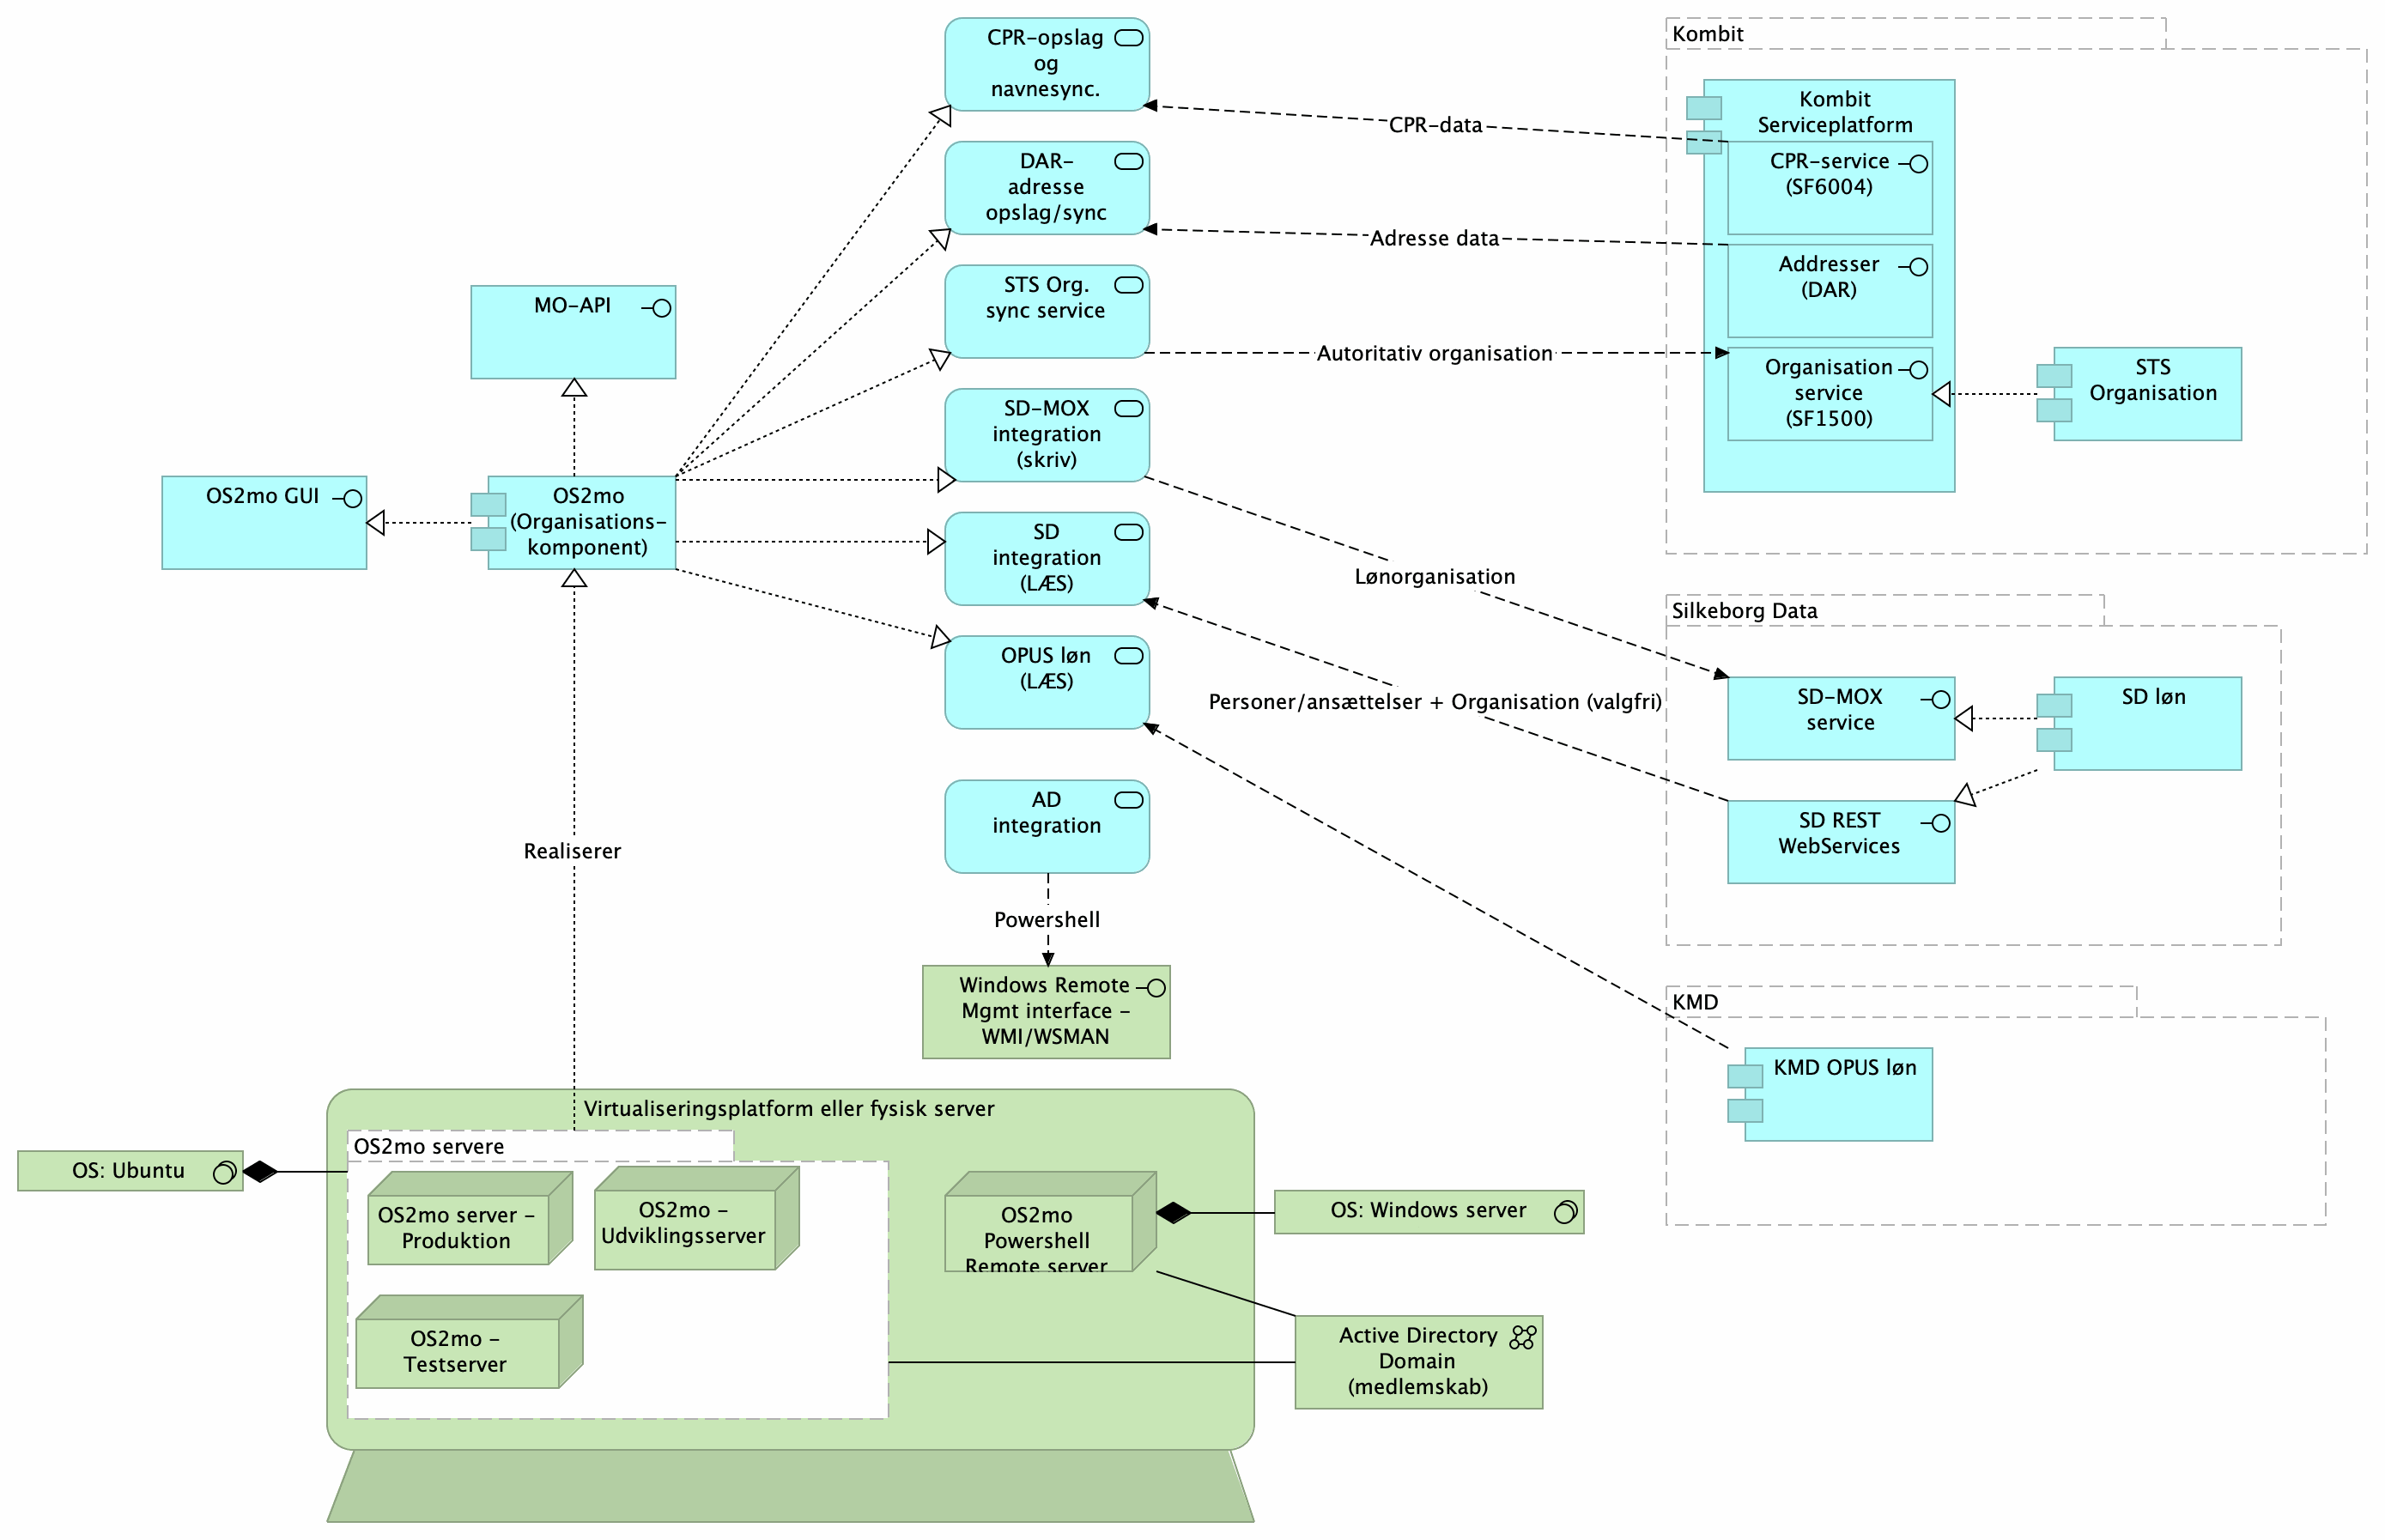 CPR-opslag
og
navnesync.
DAR-
adresse
opslag/sync
STS Org.
sync service
SD-MOX
integration
(skriv)
SD
integration
(LÆS)
OPUS løn
(LÆS)
AD
integration
Powershell
Windows Remote
Mgmt interface -
WMI/WSMAN
MO-API
OS2mo GUI
OS2mo
(Organisations-
komponent)
Realiserer
CPR-data
Adresse data
Autoritativ organisation
Lønorganisation
Personer/ansættelser + Organisation (valgfri)
Kombit
Kombit
Serviceplatform
CPR-service
(SF6004)
Addresser
(DAR)
Organisation
service
(SF1500)
STS
Organisation
Silkeborg Data
SD-MOX
service
SD løn
SD REST
WebServices
KMD
KMD OPUS løn
Virtualiseringsplatform eller fysisk server
OS2mo servere
OS: Ubuntu
OS2mo server -
Produktion
OS2mo -
Udviklingsserver
OS2mo -
Testserver
OS2mo
Powershell
Remote server
OS: Windows server
Active Directory
Domain
(medlemskab)